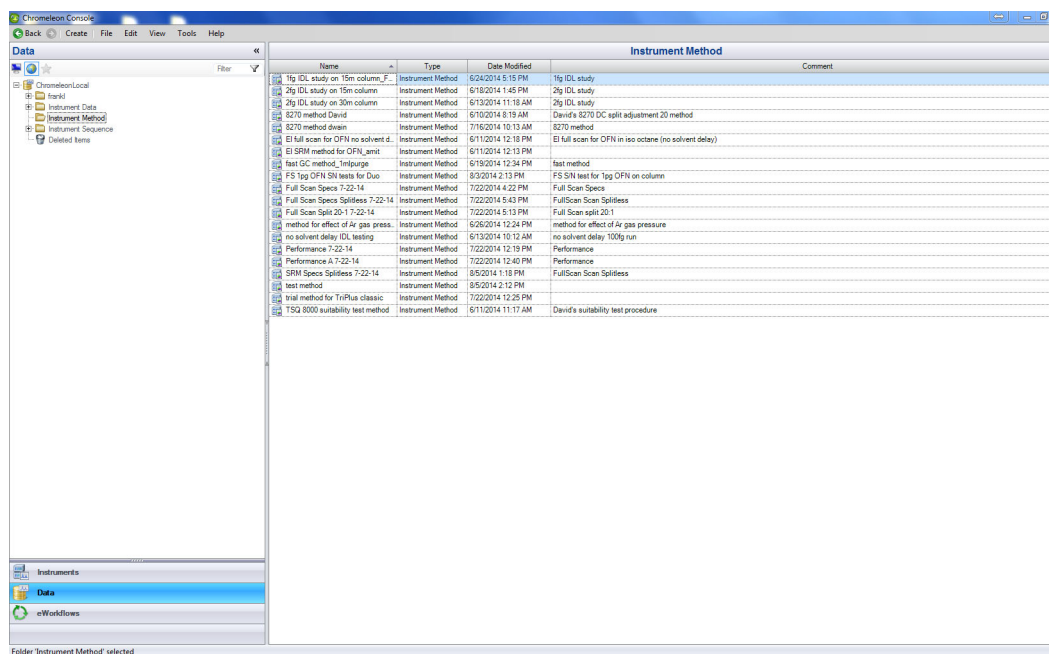 Chromeleon Console
Back Create File Edit View Tools Help
Data «
Filter
ChromeleonLocal
frankl
Instrument Data
Instrument Method
Instrument Sequence
Deleted Items
Instruments
Data
eWorkflows
Folder 'Instrument Method' selected
Instrument Method
Name Type Date Modified Comment
1fg IDL study on 15m column_F... Instrument Method 6/24/2014 5:15 PM 1fg IDL study
2fg IDL study on 15m column Instrument Method 6/18/2014 1:45 PM 2fg IDL study
2fg IDL study on 30m column Instrument Method 6/13/2014 11:18 AM 2fg IDL study
8270 method David Instrument Method 6/10/2014 8:19 AM David's 8270 DC split adjustment 20 method
8270 method dwain Instrument Method 7/16/2014 10:13 AM 8270 method
EI full scan for OFN no solvent d... Instrument Method 6/11/2014 12:18 PM EI full scan for OFN in iso octane (no solvent delay)
EI SRM method for OFN_amit Instrument Method 6/11/2014 12:13 PM
fast GC method_1mlpurge Instrument Method 6/19/2014 12:34 PM fast method
FS 1pg OFN SN tests for Duo Instrument Method 8/3/2014 2:13 PM FS S/N test for 1pg OFN on column
Full Scan Specs 7-22-14 Instrument Method 7/22/2014 4:22 PM Full Scan Specs
Full Scan Specs Splitless 7-22-14 Instrument Method 7/22/2014 5:43 PM FullScan Scan Splitless
Full Scan Split 20-1 7-22-14 Instrument Method 7/22/2014 5:13 PM Full Scan split 20:1
method for effect of Ar gas press... Instrument Method 6/26/2014 12:24 PM method for effect of Ar gas pressure
no solvent delay IDL testing Instrument Method 6/13/2014 10:12 AM no solvent delay 100fg run
Performance 7-22-14 Instrument Method 7/22/2014 12:19 PM Performance
Performance A 7-22-14 Instrument Method 7/22/2014 12:40 PM Performance
SRM Specs Splitless 7-22-14 Instrument Method 8/5/2014 1:18 PM FullScan Scan Splitless
test method Instrument Method 8/5/2014 2:12 PM
trial method for TriPlus classic Instrument Method 7/22/2014 12:25 PM
TSQ 8000 suitability test method Instrument Method 6/11/2014 11:17 AM David's suitability test procedure